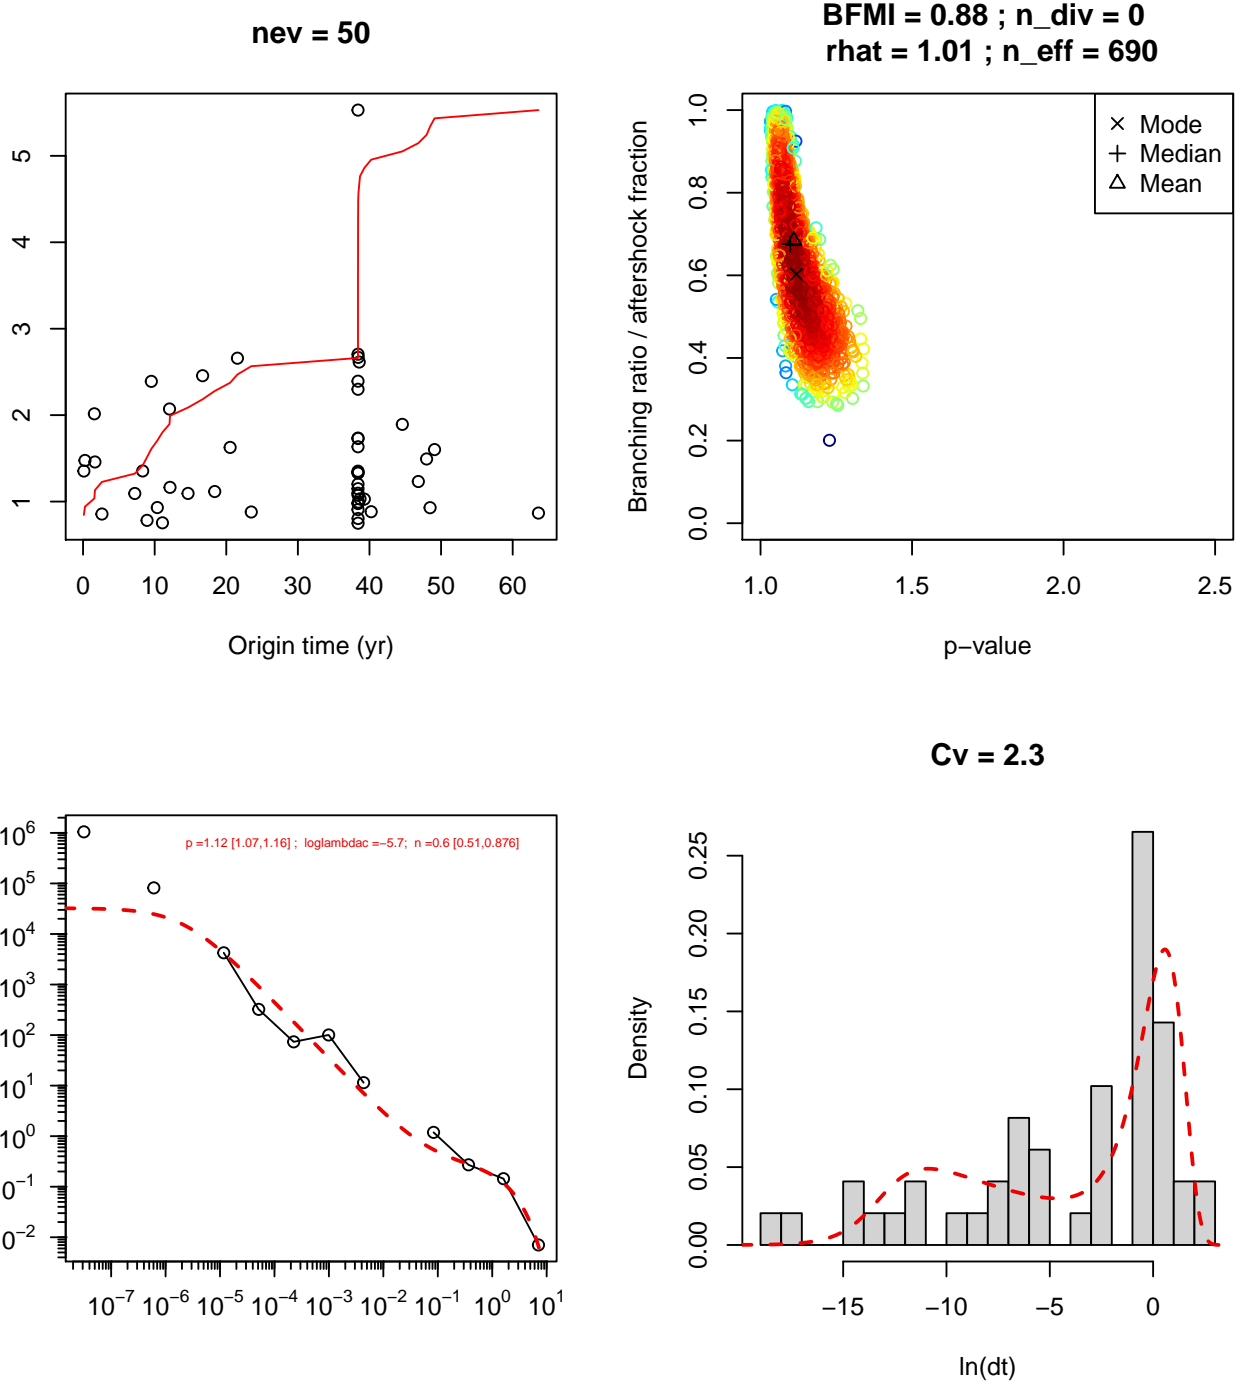 nev = 50
1
2
3
4
5
0 10 20 30 40 50 60
Origin time (yr)
BFMI = 0.88 ; n_div = 0
rhat = 1.01 ; n_eff = 690
Branching ratio / aftershock fraction
0.0 0.2 0.4 0.6 0.8 1.0
Mode
Median
Mean
1.0 1.5 2.0 2.5
p−value
p =1.12 [1.07,1.16] ; loglambdac =−5.7; n =0.6 [0.51,0.876]
10^6
10^5
10^4
10^3
10^2
10^1
10^0
0^−1
0^−2
10^−7 10^−6 10^−5 10^−4 10^−3 10^−2 10^−1 10^0 10^1
Cv = 2.3
Density
0.00 0.05 0.10 0.15 0.20 0.25
−15 −10 −5 0
ln(dt)